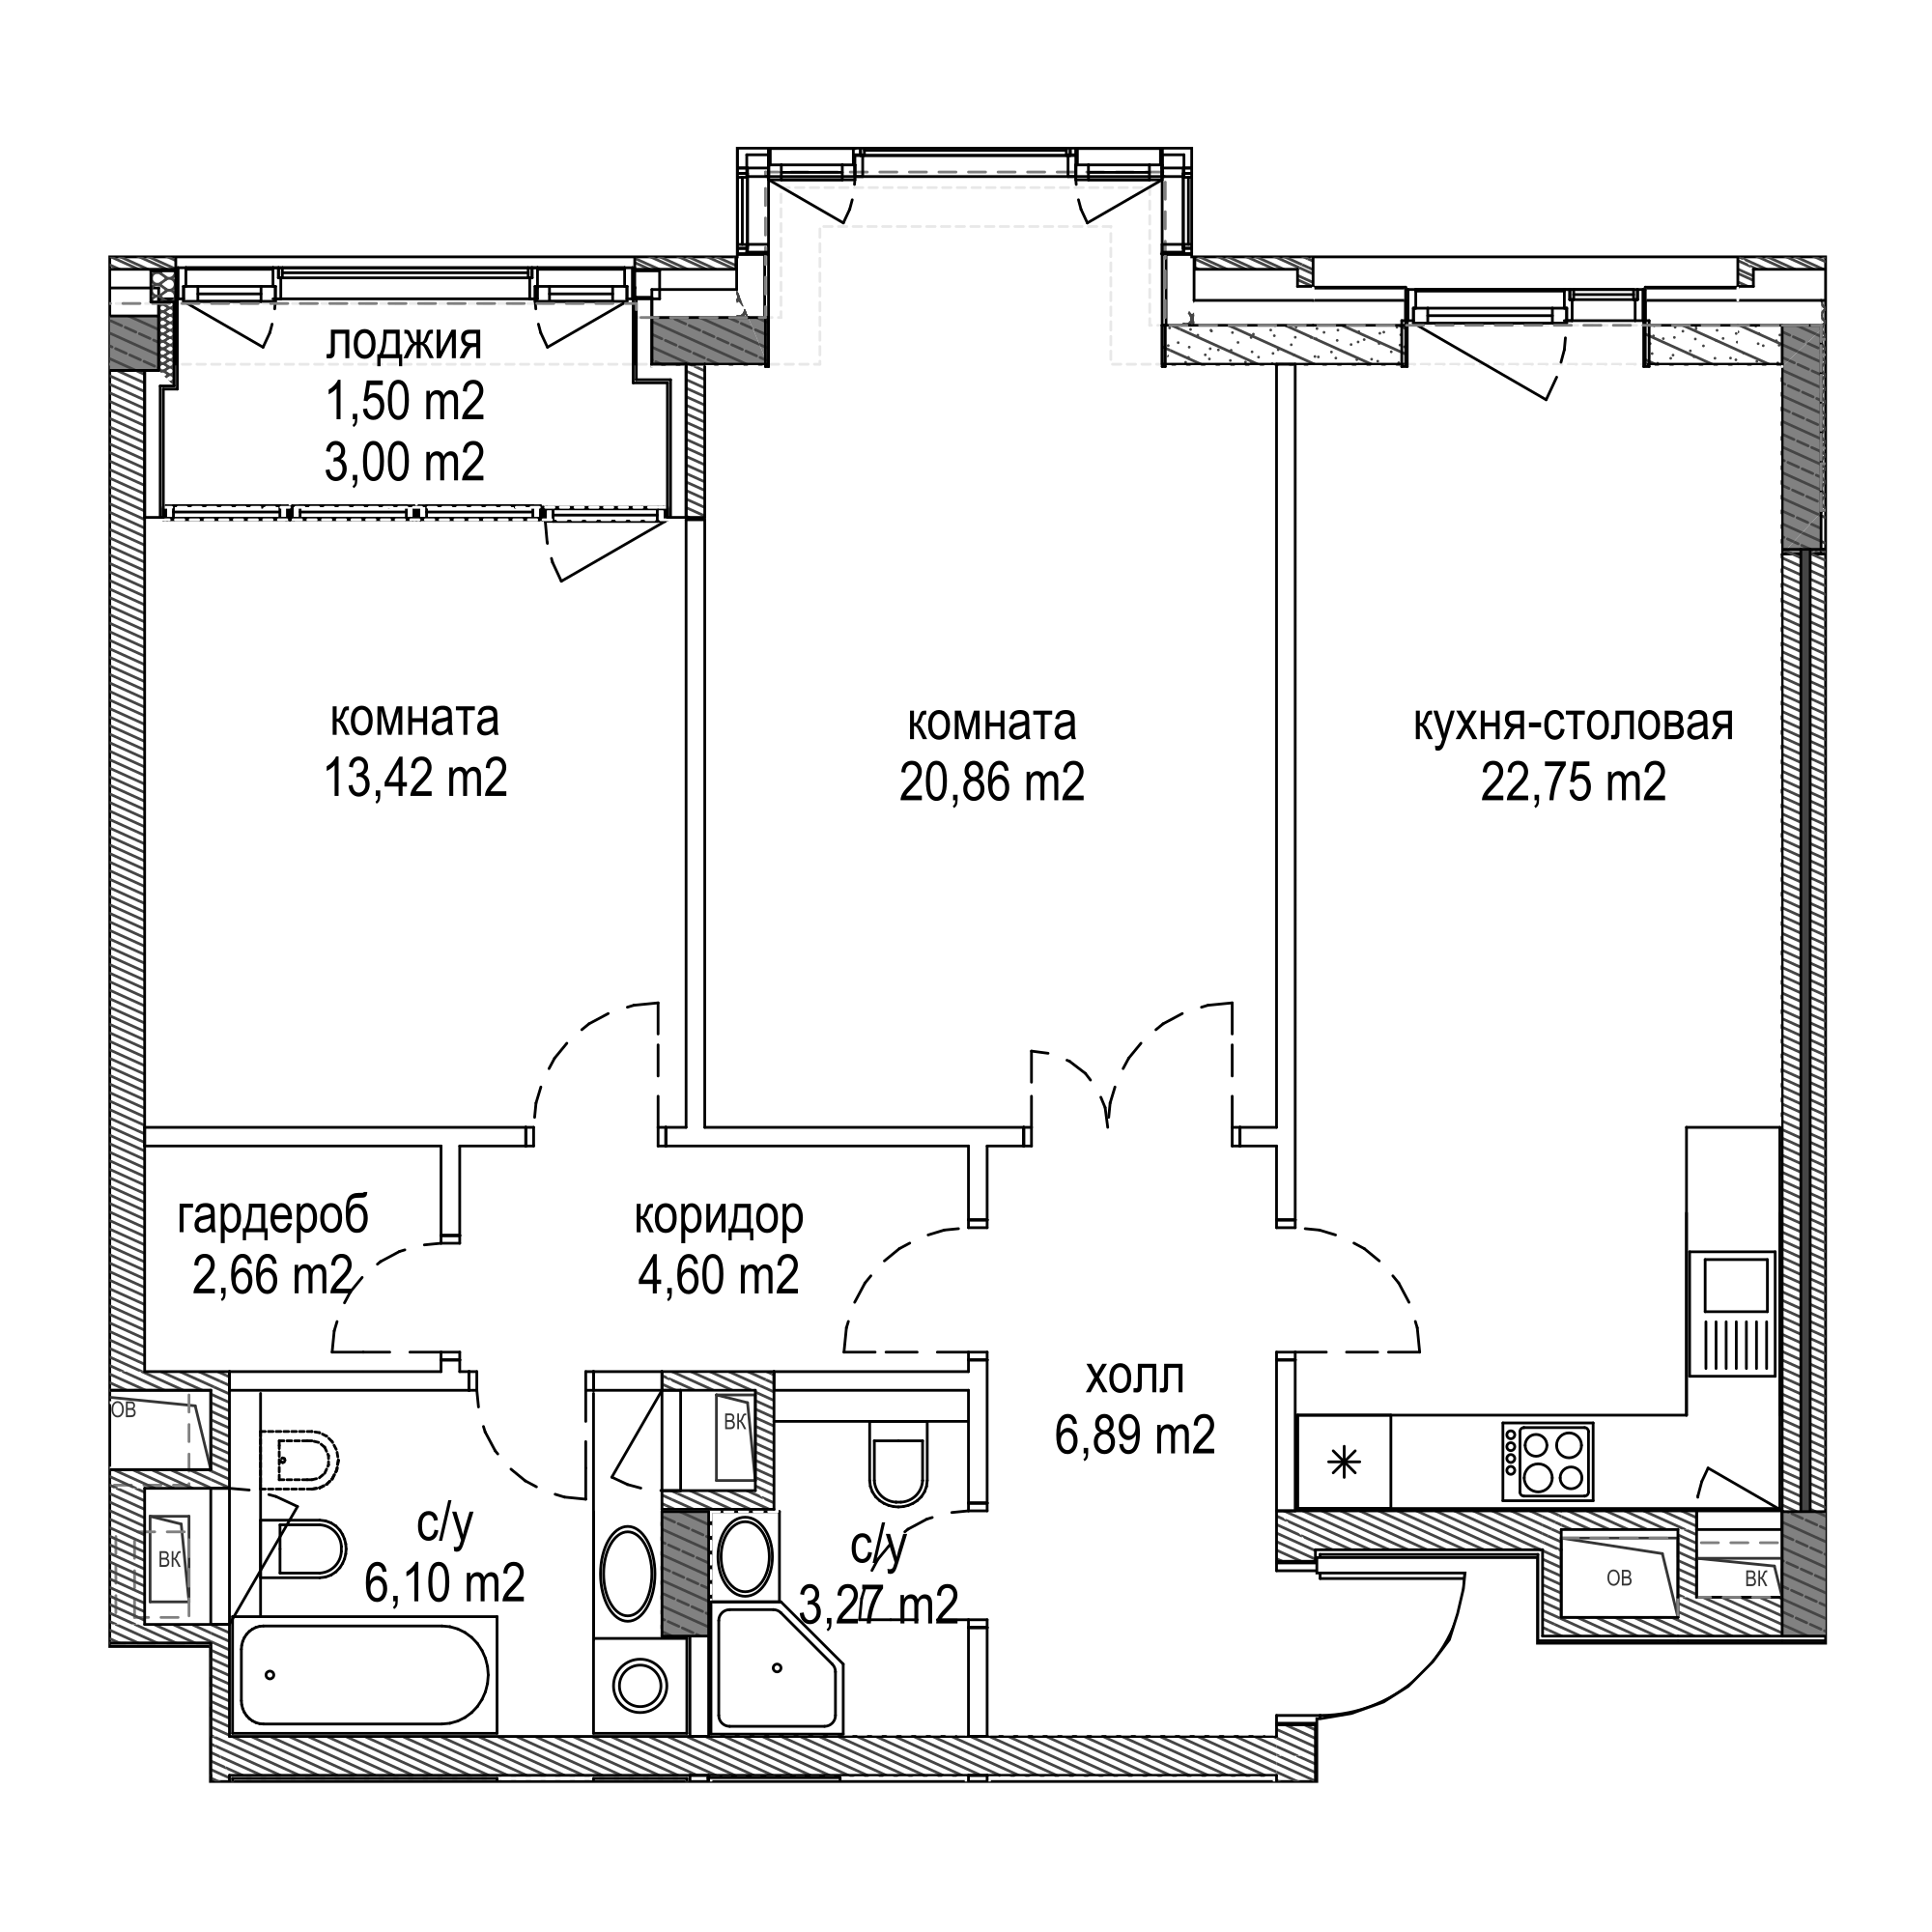 лоджия
1,50 m2
3,00 m2
комната
13,42 m2
комната
20,86 m2
кухня-столовая
22,75 m2
гардероб
2,66 m2
коридор
4,60 m2
холл
6,89 m2
ОВ
ВК
ВК
с/у
6,10 m2
с/у
3,27 m2
ОВ
ВК